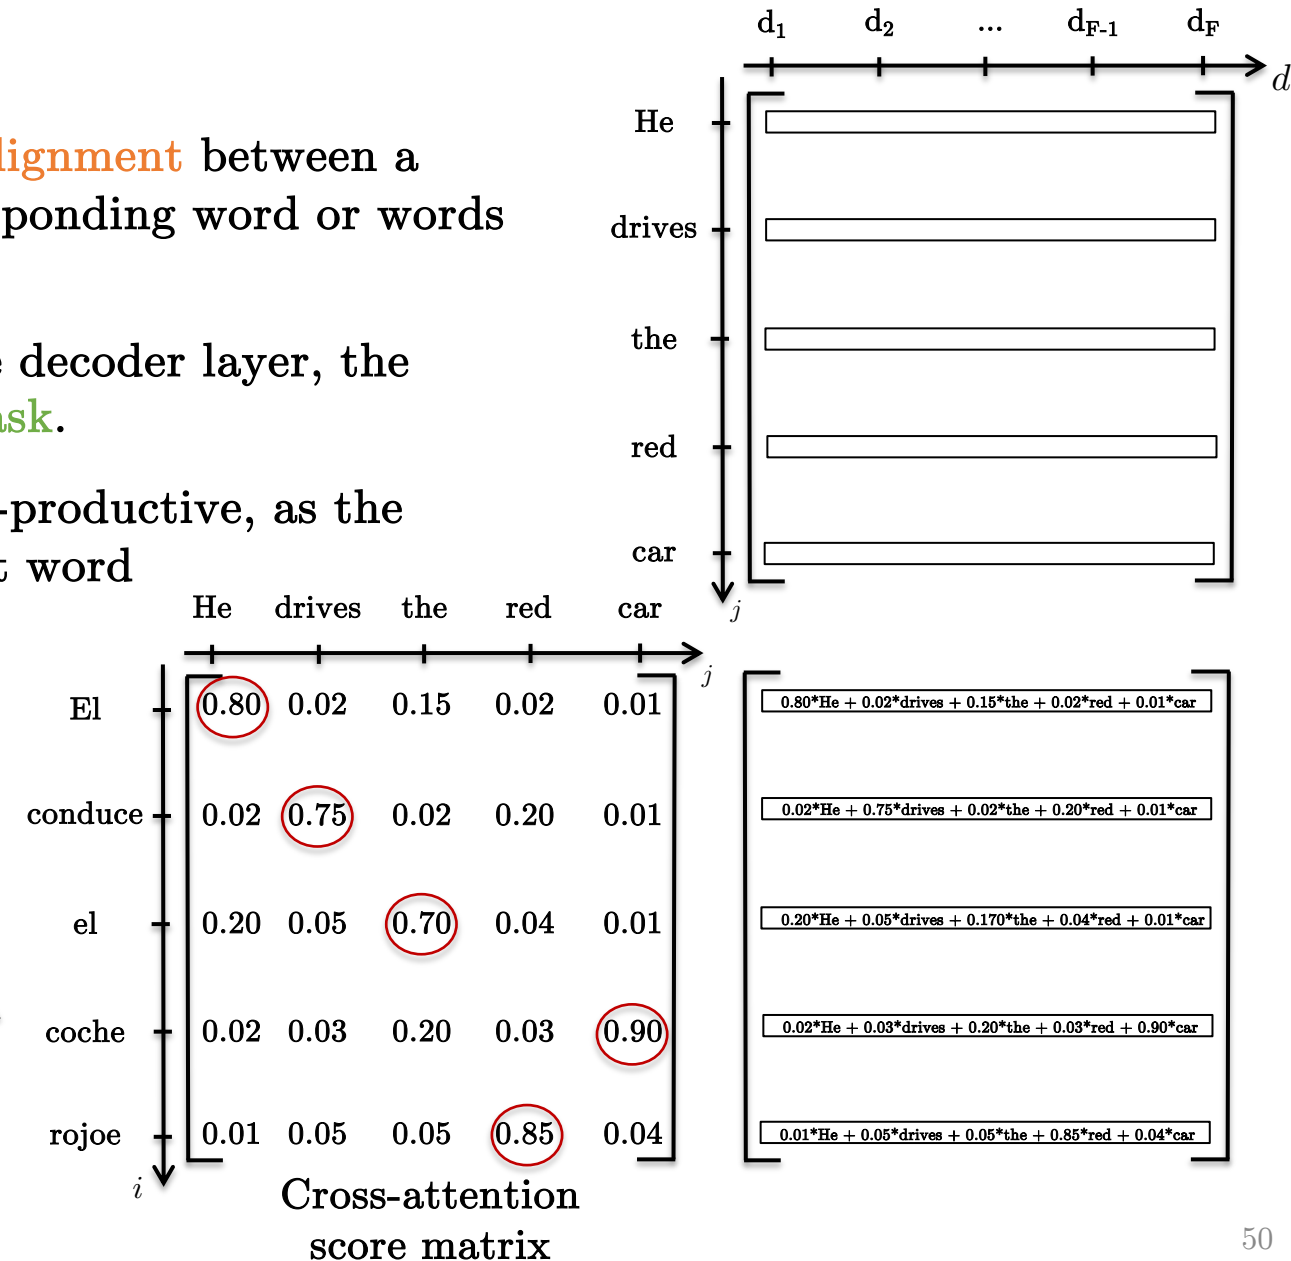 d1 d2 ... dF-1 dF
d
He
drives
the
red
car
j
lignment between a
sponding word or words
e decoder layer, the
ask.
-productive, as the
t word
He drives the red car
j
El 0.80 0.02 0.15 0.02 0.01
conduce 0.02 0.75 0.02 0.20 0.01
el 0.20 0.05 0.70 0.04 0.01
coche 0.02 0.03 0.20 0.03 0.90
rojoe 0.01 0.05 0.05 0.85 0.04
i
Cross-attention
score matrix
0.80*He + 0.02*drives + 0.15*the + 0.02*red + 0.01*car
0.02*He + 0.75*drives + 0.02*the + 0.20*red + 0.01*car
0.20*He + 0.05*drives + 0.170*the + 0.04*red + 0.01*car
0.02*He + 0.03*drives + 0.20*the + 0.03*red + 0.90*car
0.01*He + 0.05*drives + 0.05*the + 0.85*red + 0.04*car
50